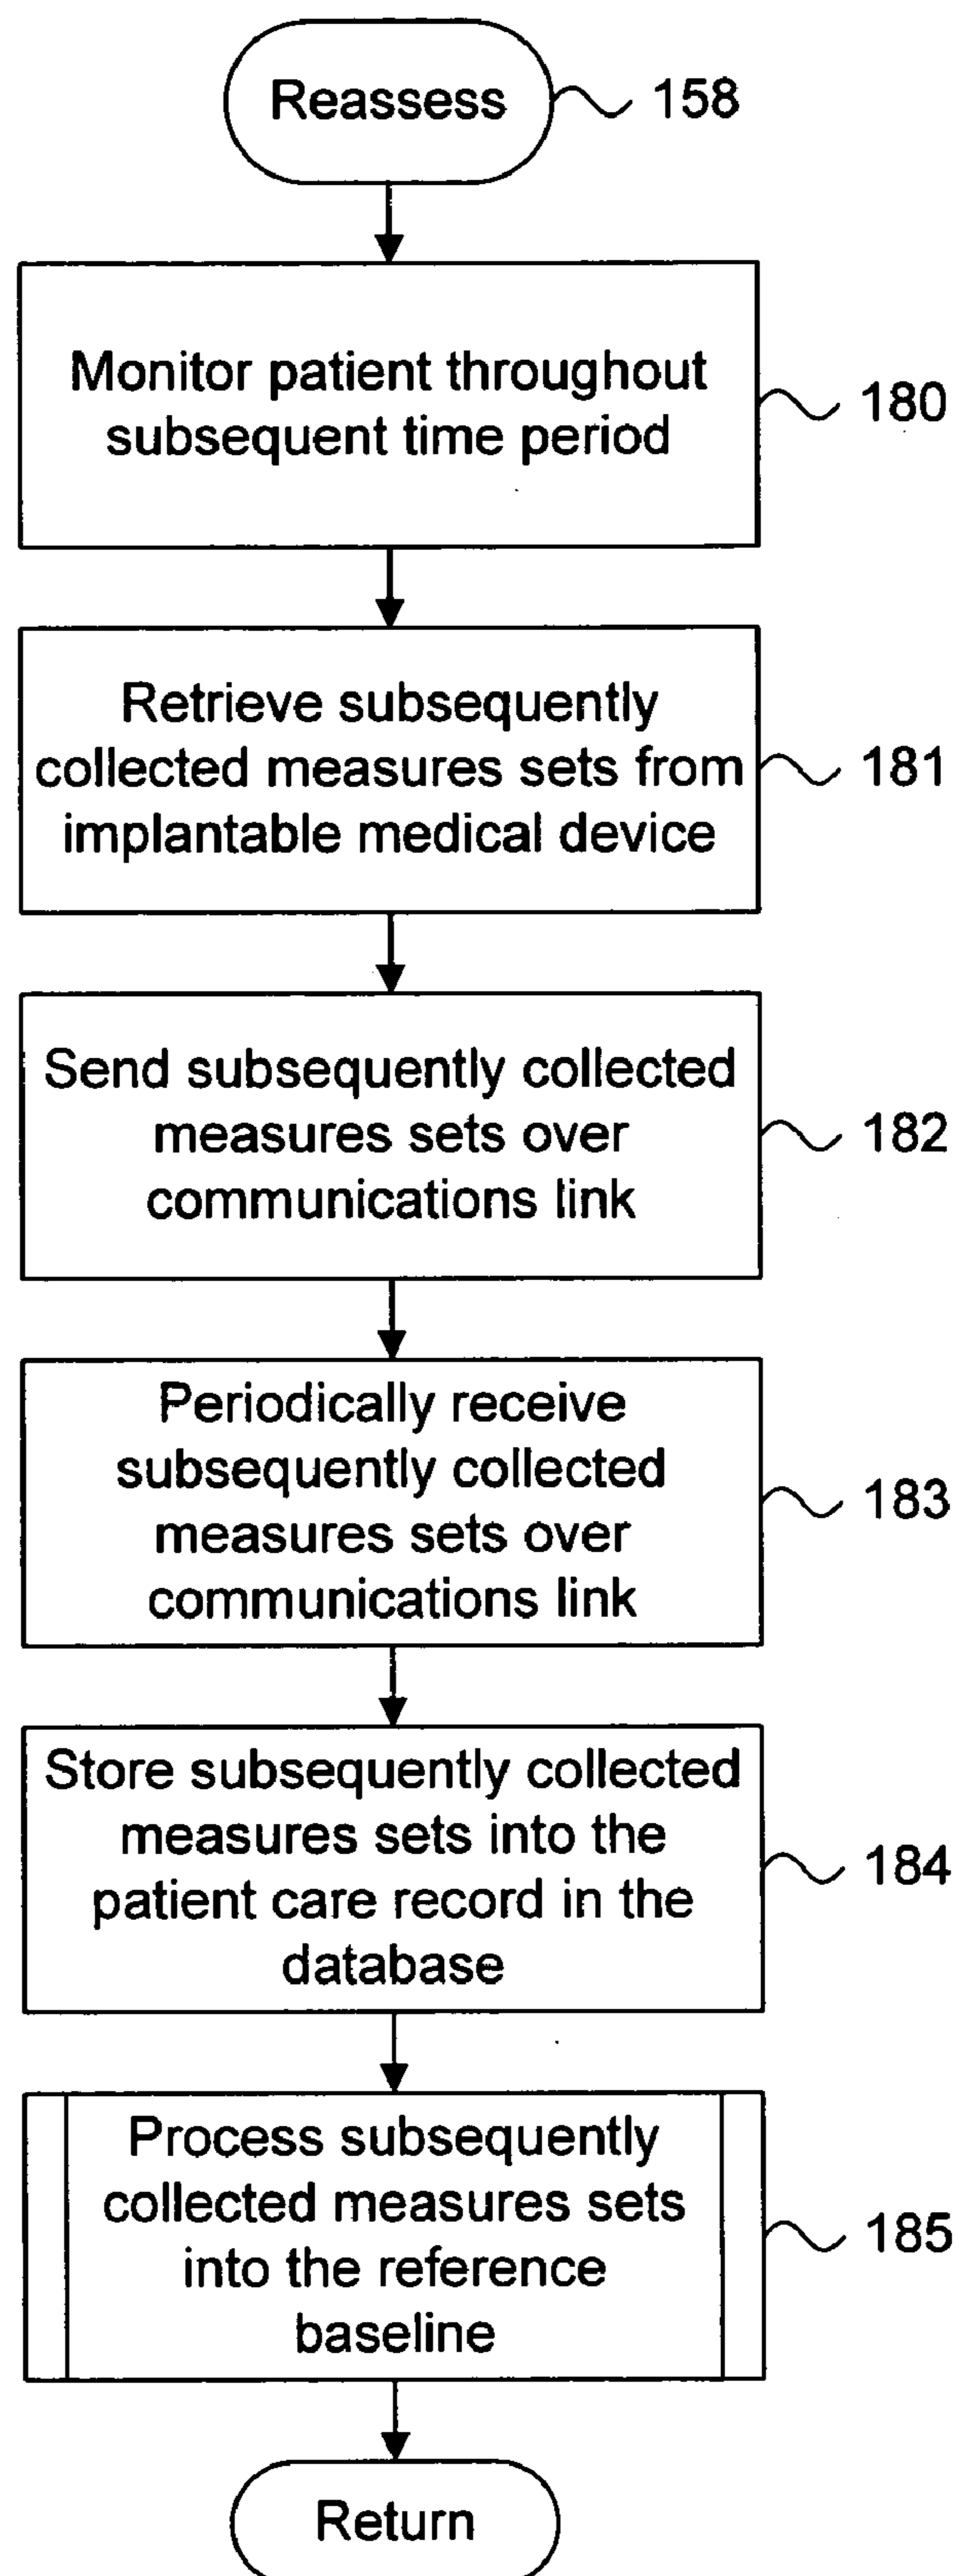 Reassess
158
Monitor patient throughout
subsequent time period
180
Retrieve subsequently
collected measures sets from
implantable medical device
181
Send subsequently collected
measures sets over
communications link
182
Periodically receive
subsequently collected
measures sets over
communications link
183
Store subsequently collected
measures sets into the
patient care record in the
database
184
Process subsequently
collected measures sets
into the reference
baseline
185
Return